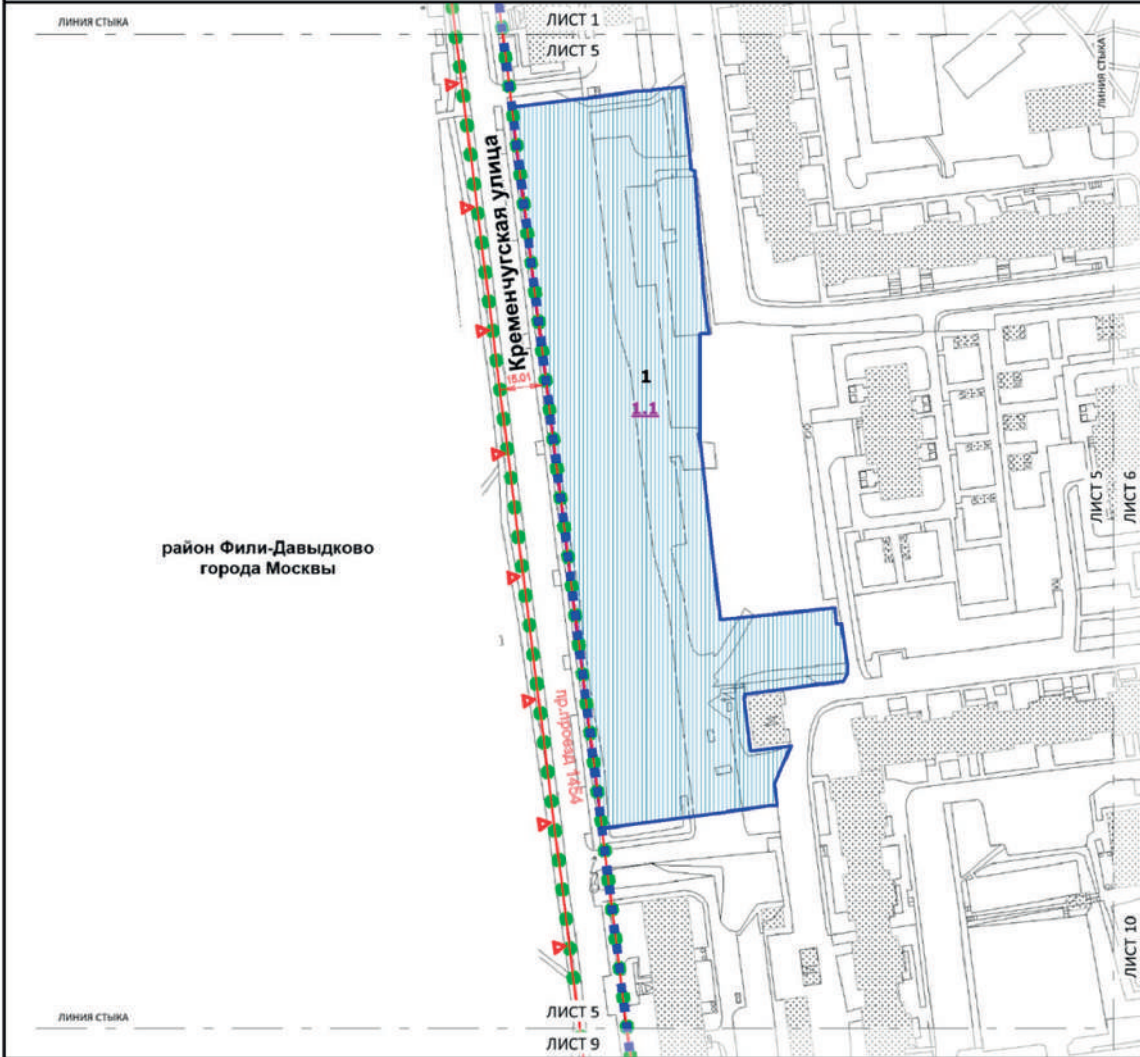 ЛИНИЯ СТЫКА
ЛИСТ 1
ЛИСТ 5
ЛИНИЯ СТЫКА
Кременчугская улица
15.01
1
1.1
ЛИСТ 5
ЛИСТ 6
район Фили-Давыдково
города Москвы
пр.проезд 1454
ЛИСТ 10
ЛИНИЯ СТЫКА
ЛИСТ 5
ЛИСТ 9